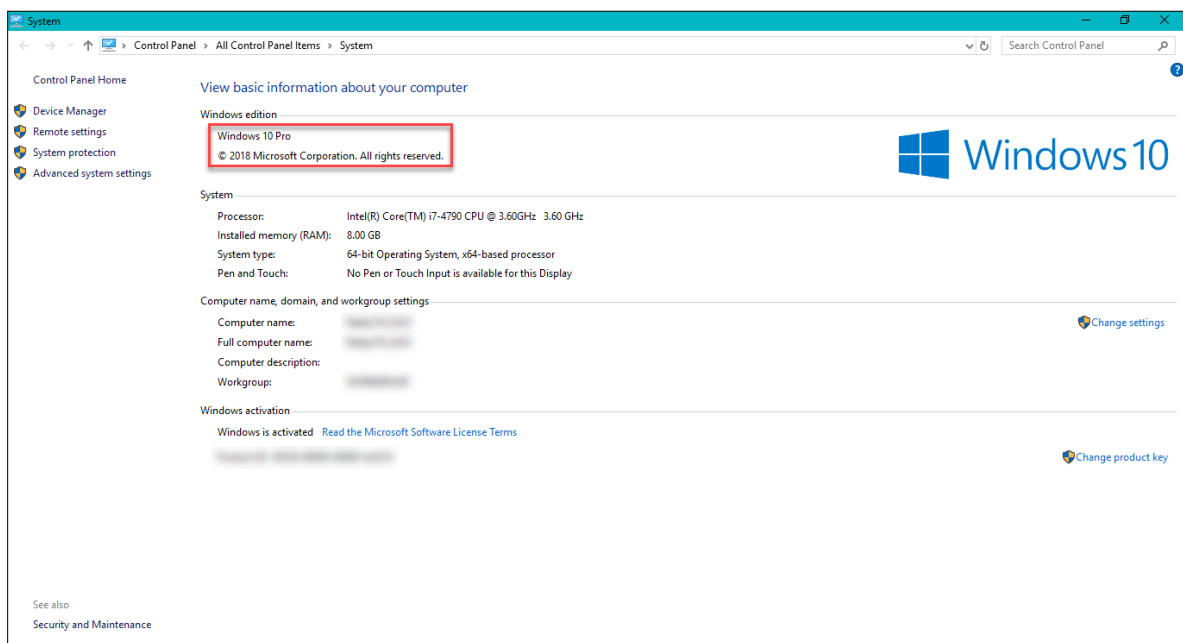 System
Control Panel > All Control Panel Items > System
Search Control Panel
Control Panel Home
Device Manager
Remote settings
System protection
Advanced system settings
View basic information about your computer
Windows edition
Windows 10 Pro
© 2018 Microsoft Corporation. All rights reserved.
Windows 10
System
Processor: Intel(R) Core(TM) i7-4790 CPU @ 3.60GHz 3.60 GHz
Installed memory (RAM): 8.00 GB
System type: 64-bit Operating System, x64-based processor
Pen and Touch: No Pen or Touch Input is available for this Display
Computer name, domain, and workgroup settings
Computer name:
Change settings
Full computer name:
Computer description:
Workgroup:
Windows activation
Windows is activated Read the Microsoft Software License Terms
Change product key
See also
Security and Maintenance